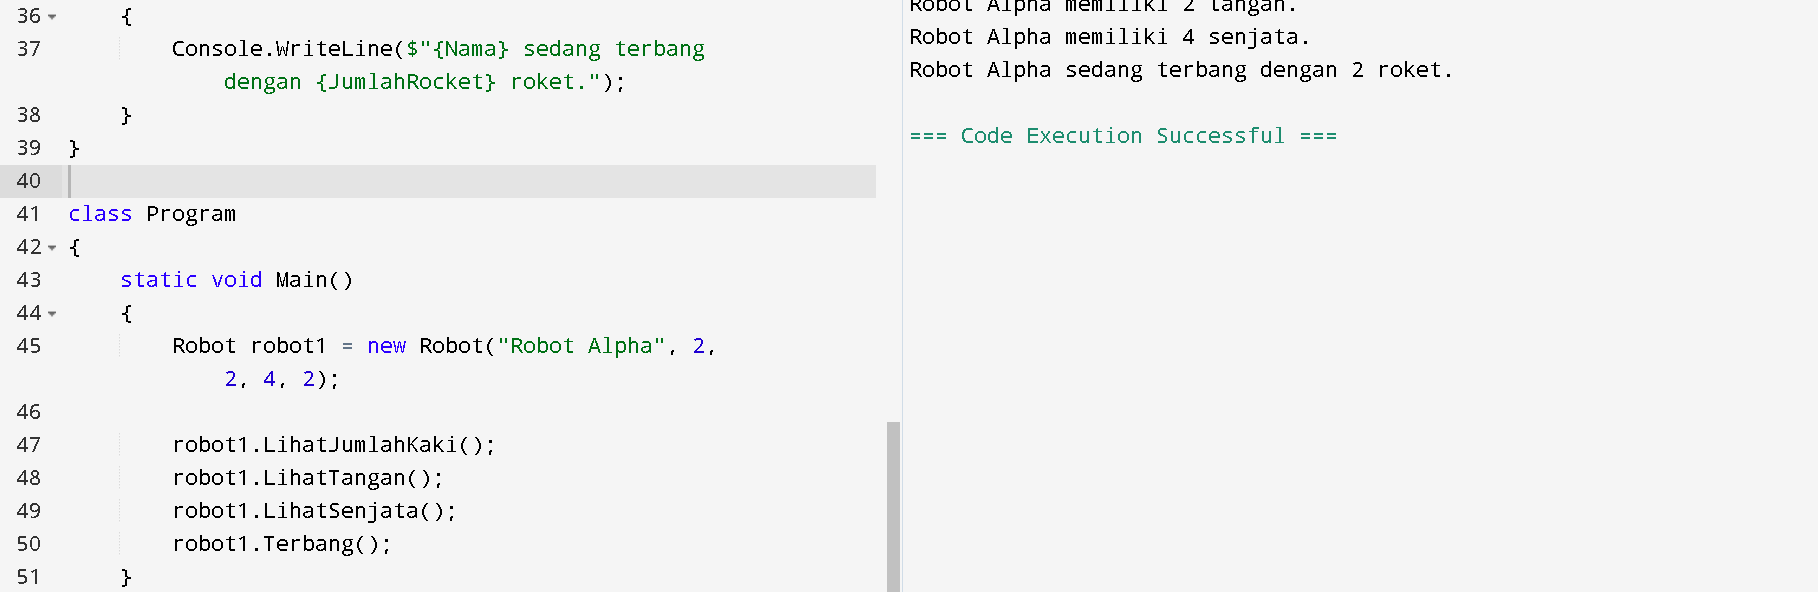 36 {
37 Console.WriteLine($"{Nama} sedang terbang
dengan {JumlahRocket} roket.");
38 }
39 }
40
41 class Program
42 {
43 static void Main()
44 {
45 Robot robot1 = new Robot("Robot Alpha", 2,
2, 4, 2);
46
47 robot1.LihatJumlahKaki();
48 robot1.LihatTangan();
49 robot1.LihatSenjata();
50 robot1.Terbang();
51 }
Robot Alpha memiliki 2 tangan.
Robot Alpha memiliki 4 senjata.
Robot Alpha sedang terbang dengan 2 roket.
=== Code Execution Successful ===